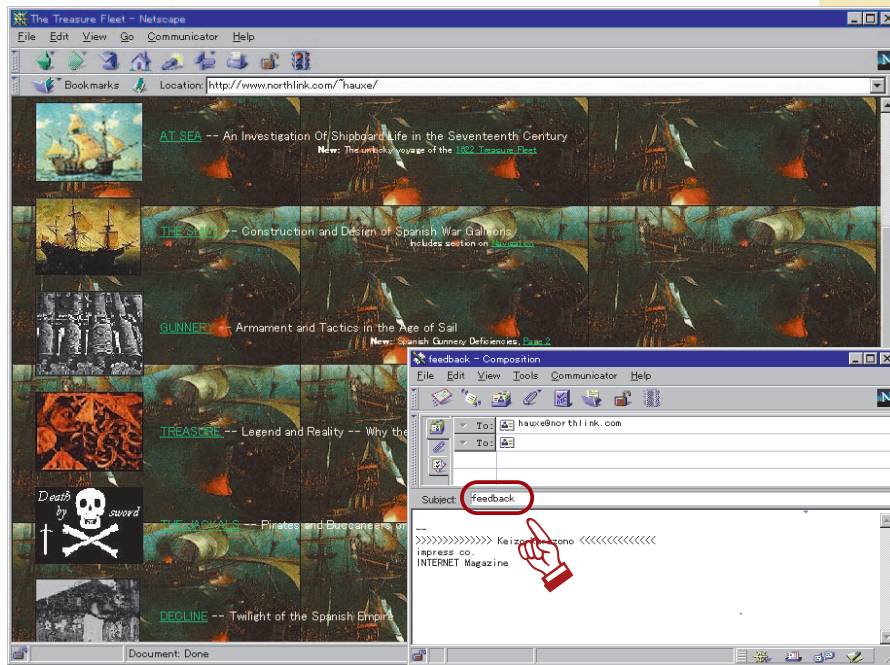 The Treasure Fleet - Netscape
File Edit View Go Communicator Help
Bookmarks Location: http://www.northlink.com/~hauxe/
N
AT SEA -- An Investigation Of Shipboard Life in the Seventeenth Century
New: The unlucky voyage of the 1622 Treasure Fleet
THE SHIPS -- Construction and Design of Spanish War Galleons
Includes section on Navigation
GUNNERY -- Armament and Tactics in the Age of Sail
New: Spanish Gunnery Deficiencies, Page 2
TREASURE -- Legend and Reality -- Why the
Death by sword
THE JACKALS -- Pirates and Buccaneers on
DECLINE -- Twilight of the Spanish Empire
Document: Done
feedback - Composition
File Edit View Tools Communicator Help
N
To: hauxe@northlink.com
To:
Subject: feedback
--
>>>>>>>>>>>>> Keizo <<<<<<<<<<<<<
impress co.
INTERNET Magazine